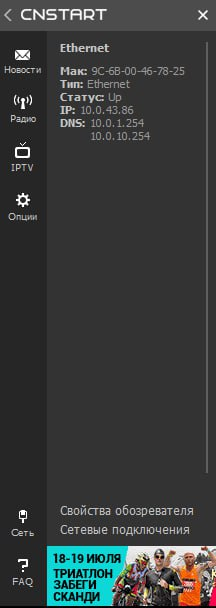 CNSTART
Ethernet
Новости
Мак: 9C-6B-00-46-78-25
Тип: Ethernet
Статус: Up
IP: 10.0.43.86
DNS: 10.0.1.254
10.0.10.254
Радио
IPTV
Опции
Свойства обозревателя
Сетевые подключения
Сеть
FAQ
18-19 ИЮЛЯ
ТРИАТЛОН
ЗАБЕГИ
СКАНДИ